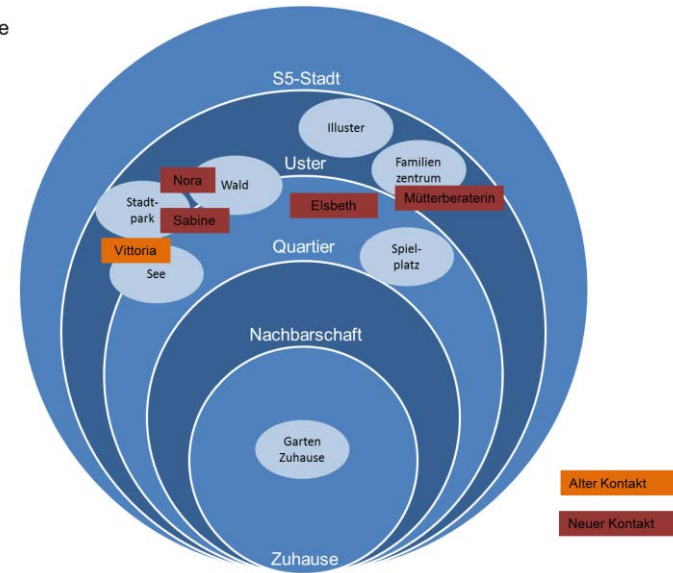 e
S5-Stadt
Illuster
Uster
Familien
zentrum
Nora
Wald
Mütterberaterin
Stadt-
park
Elsbeth
Sabine
Vittoria
Quartier
Spiel-
platz
See
Nachbarschaft
Garten
Zuhause
Alter Kontakt
Neuer Kontakt
Zuhause